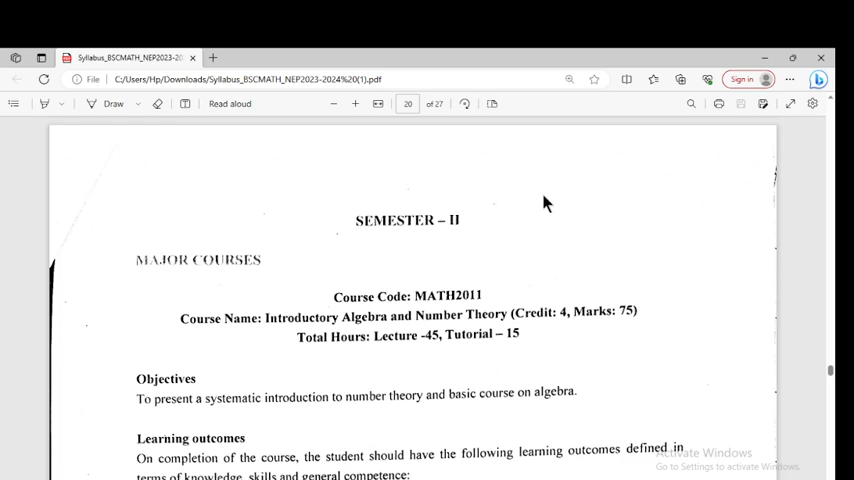 Syllabus_BSCMATH_NEP2023-20
File
C:/Users/Hp/Downloads/Syllabus_BSCMATH_NEP2023-2024%20(1).pdf
Sign in
Draw
Read aloud
20
of 27
SEMESTER – II
MAJOR COURSES
Course Code: MATH2011
Course Name: Introductory Algebra and Number Theory (Credit: 4, Marks: 75)
Total Hours: Lecture -45, Tutorial – 15
Objectives
To present a systematic introduction to number theory and basic course on algebra.
Learning outcomes
On completion of the course, the student should have the following learning outcomes defined in
terms of knowledge, skills and general competence:
Activate Windows
Go to Settings to activate Windows.